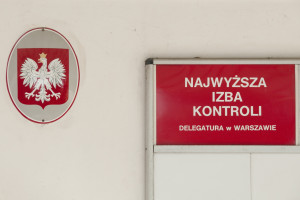 NAJWYŻSZA
IZBA
KONTROLI
DELEGATURA w WARSZAWIE